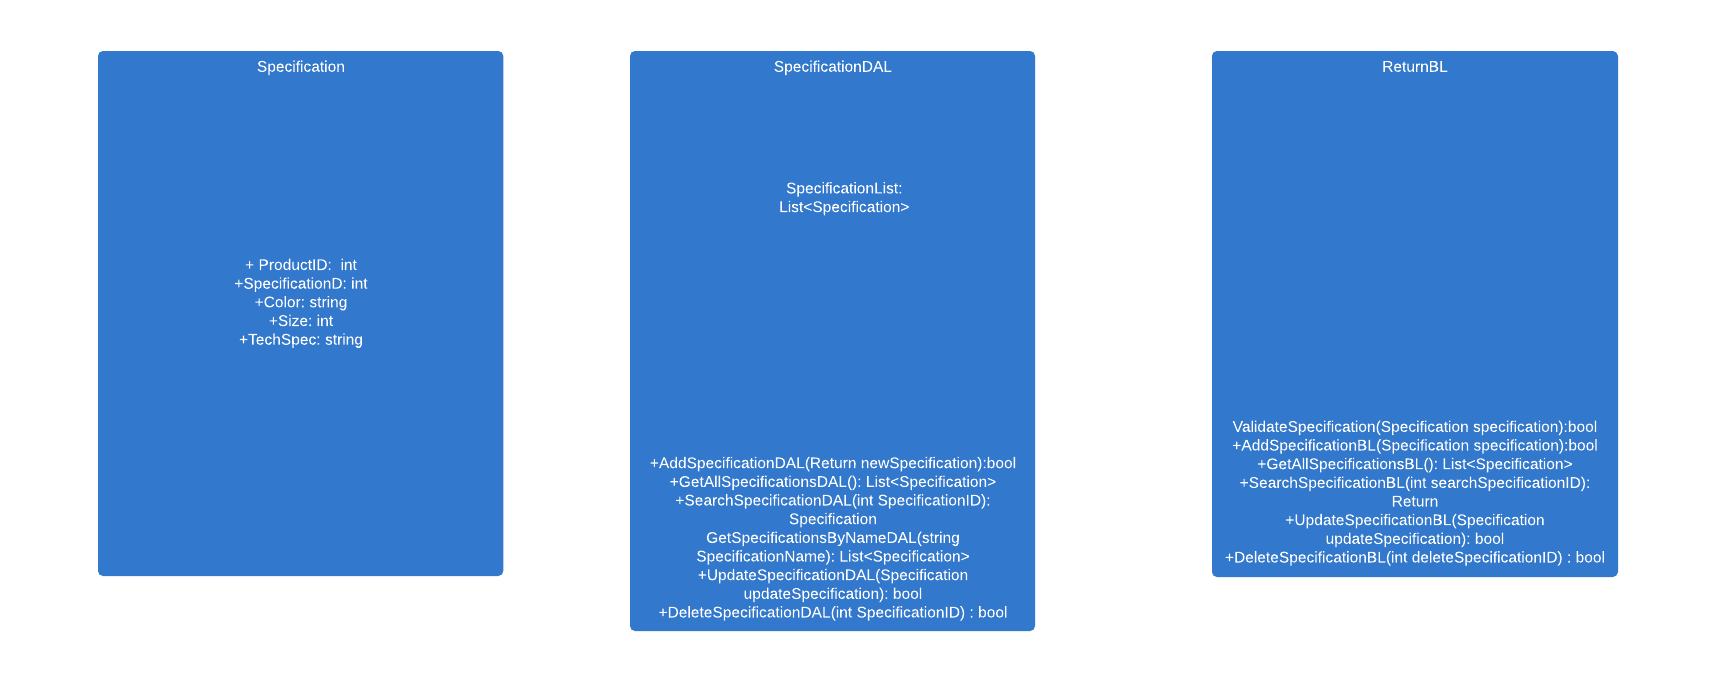 Specification
+ ProductID:  int
+SpecificationD: int
+Color: string
+Size: int
+TechSpec: string
SpecificationDAL
SpecificationList:
List<Specification>
+AddSpecificationDAL(Return newSpecification):bool
+GetAllSpecificationsDAL(): List<Specification>
+SearchSpecificationDAL(int SpecificationID):
Specification
GetSpecificationsByNameDAL(string
SpecificationName): List<Specification>
+UpdateSpecificationDAL(Specification
updateSpecification): bool
+DeleteSpecificationDAL(int SpecificationID) : bool
ReturnBL
ValidateSpecification(Specification specification):bool
+AddSpecificationBL(Specification specification):bool
+GetAllSpecificationsBL(): List<Specification>
+SearchSpecificationBL(int searchSpecificationID):
Return
+UpdateSpecificationBL(Specification
updateSpecification): bool
+DeleteSpecificationBL(int deleteSpecificationID) : bool